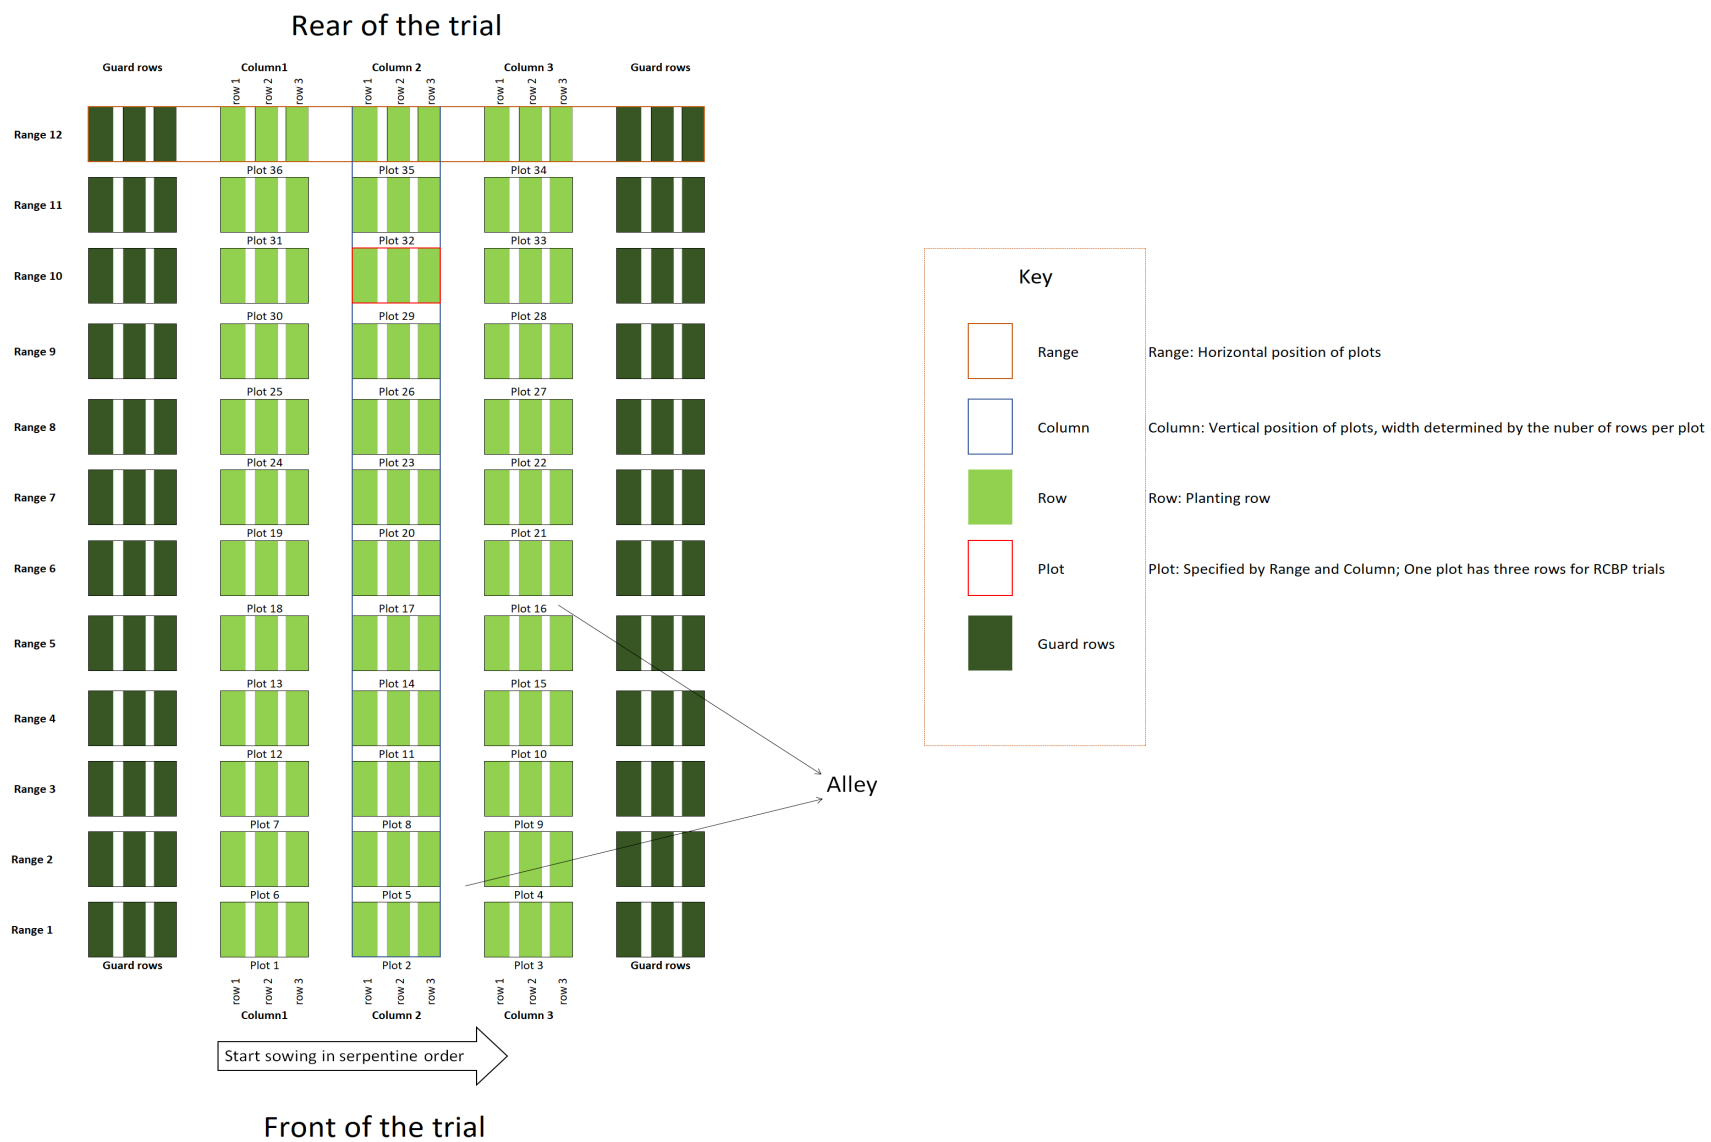 Rear of the trial
Guard rows Column1 Column 2 Column 3 Guard rows
row 1 row 2 row 3 row 1 row 2 row 3 row 1 row 2 row 3
Range 12
Plot 36 Plot 35 Plot 34
Range 11
Plot 31 Plot 32 Plot 33
Range 10
Plot 30 Plot 29 Plot 28
Range 9
Plot 25 Plot 26 Plot 27
Range 8
Plot 24 Plot 23 Plot 22
Range 7
Plot 19 Plot 20 Plot 21
Range 6
Plot 18 Plot 17 Plot 16
Range 5
Plot 13 Plot 14 Plot 15
Range 4
Plot 12 Plot 11 Plot 10
Range 3
Plot 7 Plot 8 Plot 9
Range 2
Plot 6 Plot 5 Plot 4
Range 1
Guard rows Plot 1 Plot 2 Plot 3 Guard rows
row 1 row 2 row 3 row 1 row 2 row 3 row 1 row 2 row 3
Column1 Column 2 Column 3
Start sowing in serpentine order
Front of the trial
Alley
Key
Range Range: Horizontal position of plots
Column Column: Vertical position of plots, width determined by the nuber of rows per plot
Row Row: Planting row
Plot Plot: Specified by Range and Column; One plot has three rows for RCBP trials
Guard rows